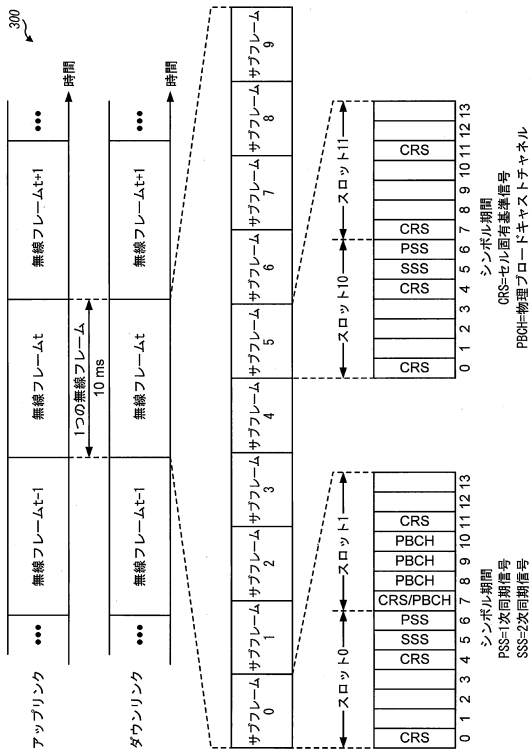 300
アップリンク
••• 無線フレームt−1 無線フレームt 無線フレームt+1 •••
時間
1つの無線フレーム
10 ms
ダウンリンク
••• 無線フレームt−1 無線フレームt 無線フレームt+1 •••
時間
サブフレーム 0 サブフレーム 1 サブフレーム 2 サブフレーム 3 サブフレーム 4 サブフレーム 5 サブフレーム 6 サブフレーム 7 サブフレーム 8 サブフレーム 9
スロット0 スロット1
CRS CRS SSS PSS CRS/PBCH PBCH PBCH PBCH CRS
0 1 2 3 4 5 6 7 8 9 10 11 12 13
シンボル期間
スロット10 スロット11
CRS CRS SSS PSS CRS CRS
0 1 2 3 4 5 6 7 8 9 10 11 12 13
シンボル期間
PSS=1次同期信号
SSS=2次同期信号
CRS=セル固有基準信号
PBCH=物理ブロードキャストチャネル